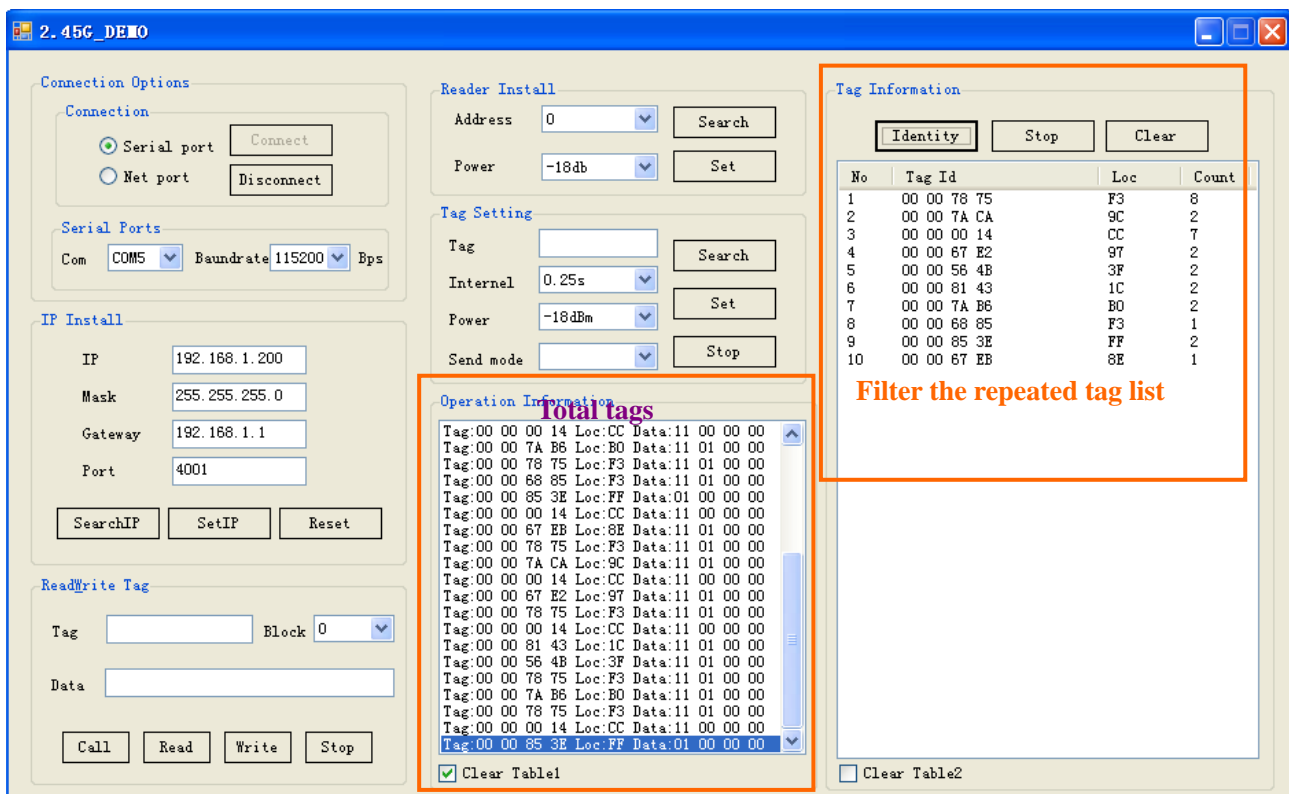 2.45G_DEMO
Connection Options
Connection
Serial port
Connect
Net port
Disconnect
Serial Ports
Com COM5 Baundrate 115200 Bps
IP Install
IP 192.168.1.200
Mask 255.255.255.0
Gateway 192.168.1.1
Port 4001
SearchIP SetIP Reset
ReadWrite Tag
Tag Block 0
Data
Call Read Write Stop
Reader Install
Address 0 Search
Power -18db Set
Tag Setting
Tag Search
Internel 0.25s
Set
Power -18dBm
Send mode Stop
Operation Information
Total tags
Tag:00 00 00 14 Loc:CC Data:11 00 00 00
Tag:00 00 7A B6 Loc:B0 Data:11 01 00 00
Tag:00 00 78 75 Loc:F3 Data:11 01 00 00
Tag:00 00 68 85 Loc:F3 Data:11 01 00 00
Tag:00 00 85 3E Loc:FF Data:01 00 00 00
Tag:00 00 00 14 Loc:CC Data:11 00 00 00
Tag:00 00 67 EB Loc:8E Data:11 01 00 00
Tag:00 00 78 75 Loc:F3 Data:11 01 00 00
Tag:00 00 7A CA Loc:9C Data:11 01 00 00
Tag:00 00 00 14 Loc:CC Data:11 00 00 00
Tag:00 00 67 E2 Loc:97 Data:11 01 00 00
Tag:00 00 78 75 Loc:F3 Data:11 01 00 00
Tag:00 00 00 14 Loc:CC Data:11 00 00 00
Tag:00 00 81 43 Loc:1C Data:11 01 00 00
Tag:00 00 56 4B Loc:3F Data:11 01 00 00
Tag:00 00 78 75 Loc:F3 Data:11 01 00 00
Tag:00 00 7A B6 Loc:B0 Data:11 01 00 00
Tag:00 00 78 75 Loc:F3 Data:11 01 00 00
Tag:00 00 00 14 Loc:CC Data:11 00 00 00
Tag:00 00 85 3E Loc:FF Data:01 00 00 00
Clear Table1
Tag Information
Identity Stop Clear
No Tag Id Loc Count
1 00 00 78 75 F3 8
2 00 00 7A CA 9C 2
3 00 00 00 14 CC 7
4 00 00 67 E2 97 2
5 00 00 56 4B 3F 2
6 00 00 81 43 1C 2
7 00 00 7A B6 B0 2
8 00 00 68 85 F3 1
9 00 00 85 3E FF 2
10 00 00 67 EB 8E 1
Filter the repeated tag list
Clear Table2